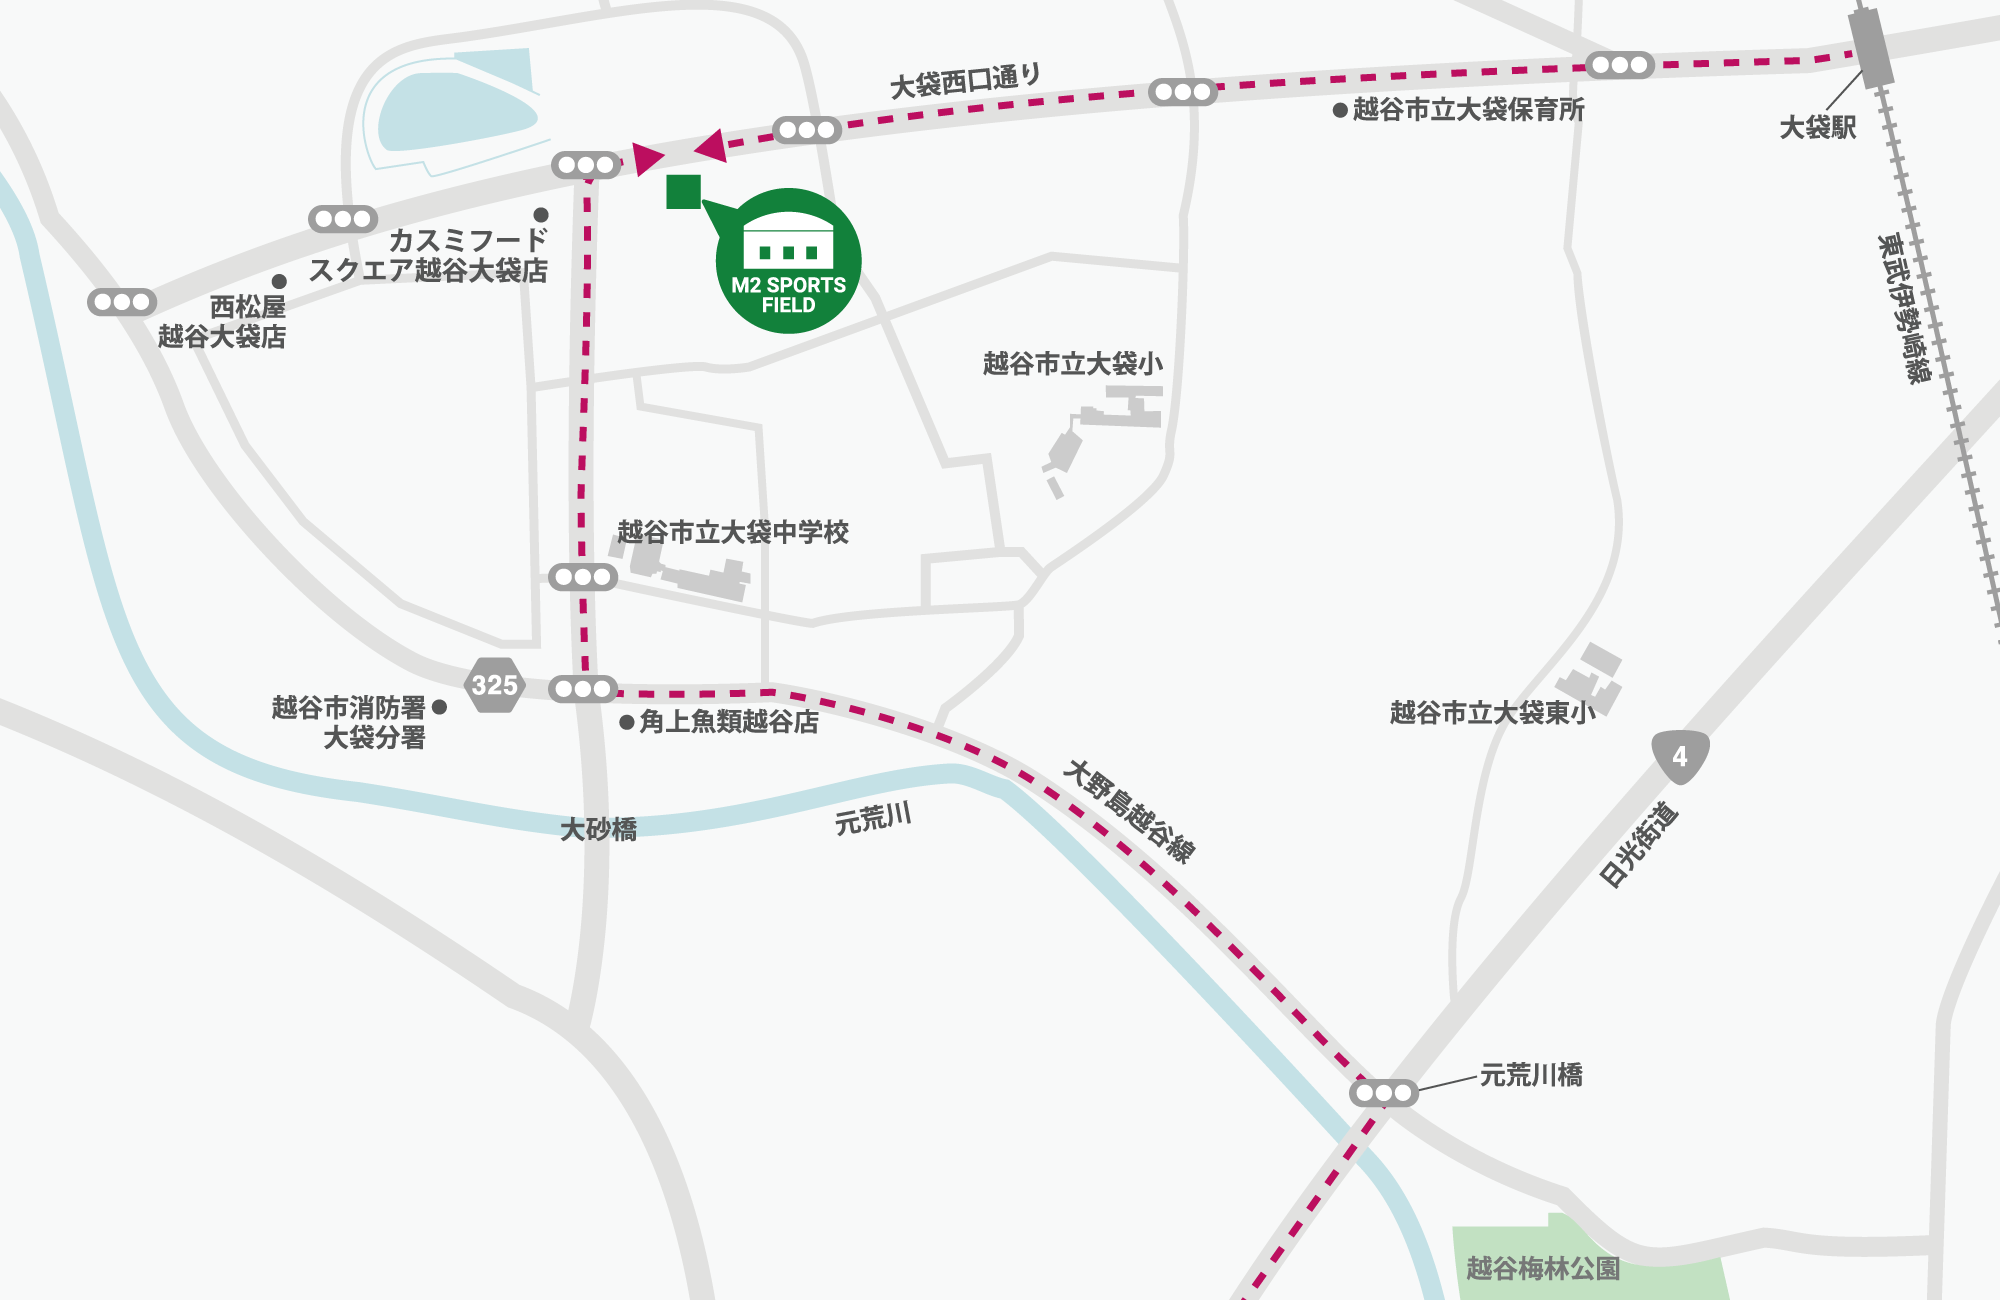 大袋西口通り
越谷市立大袋保育所
大袋駅
カスミフード
スクエア越谷大袋店
西松屋
越谷大袋店
M2 SPORTS
FIELD
東武伊勢崎線
越谷市立大袋小
越谷市立大袋中学校
325
越谷市消防署
大袋分署
角上魚類越谷店
越谷市立大袋東小
4
大野島越谷線
日光街道
元荒川
大砂橋
元荒川橋
越谷梅林公園